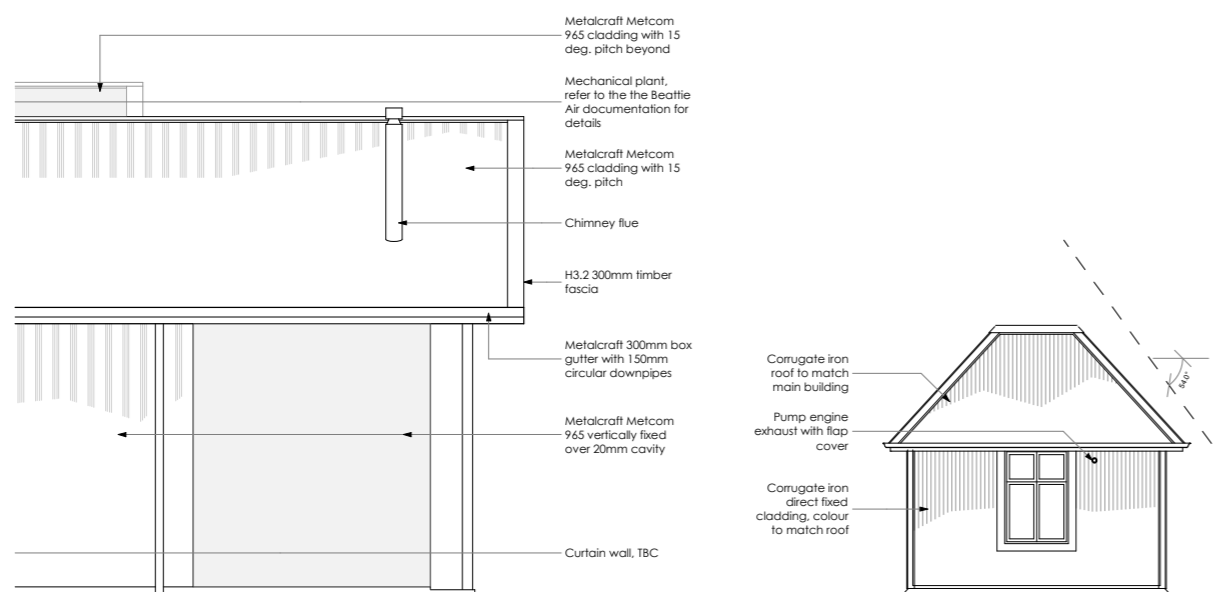 Metalcraft Metcom
965 cladding with 15
deg. pitch beyond
Mechanical plant,
refer to the the Beattie
Air documentation for
details
Metalcraft Metcom
965 cladding with 15
deg. pitch
Chimney flue
H3.2 300mm timber
fascia
Metalcraft 300mm box
gutter with 150mm
circular downpipes
Metalcraft Metcom
965 vertically fixed
over 20mm cavity
Curtain wall, TBC
Corrugate iron
roof to match
main building
Pump engine
exhaust with flap
cover
Corrugate iron
direct fixed
cladding, colour
to match roof
54.0°